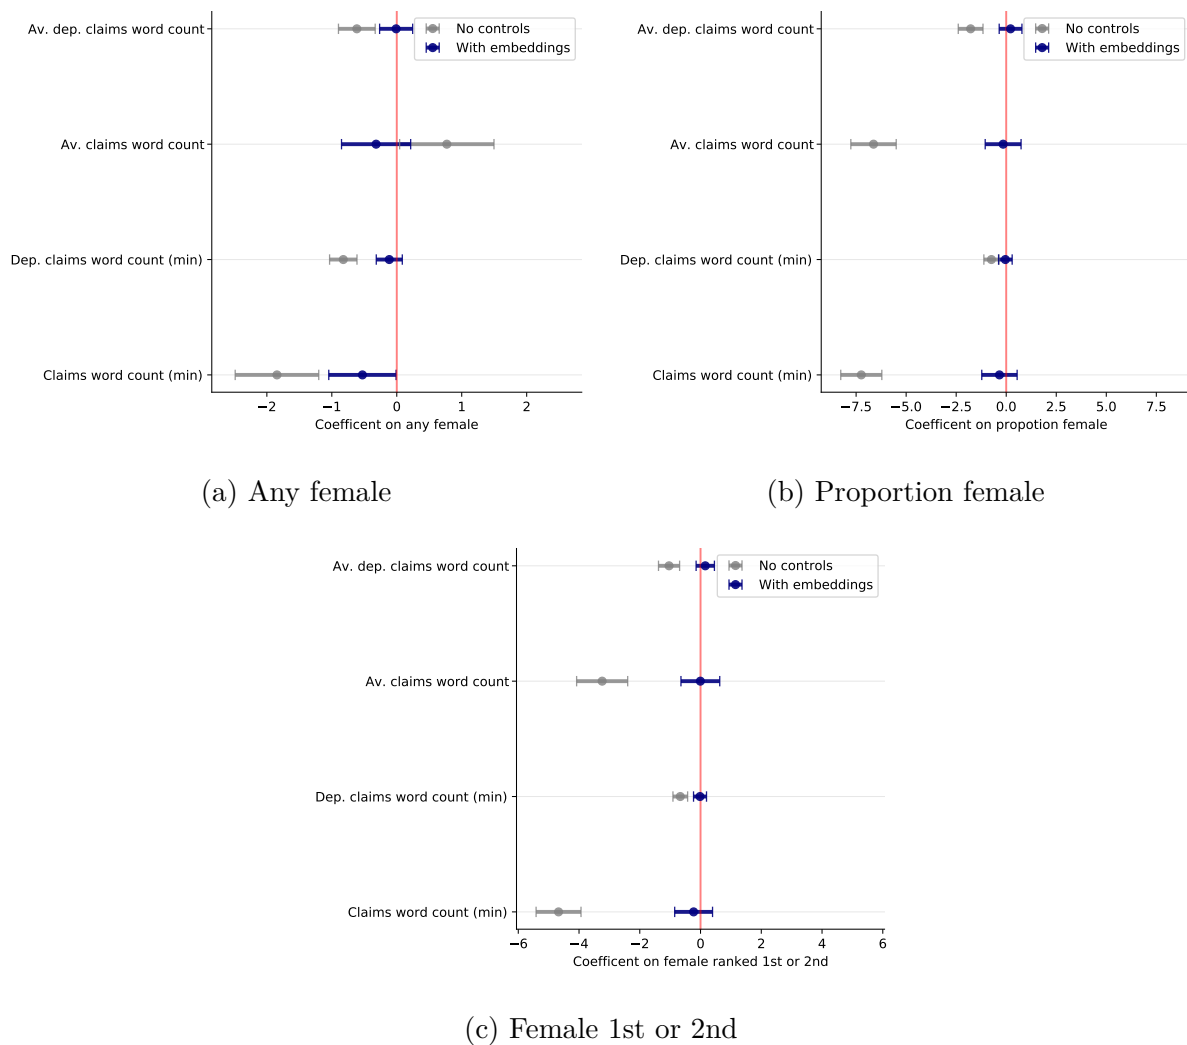 Av. dep. claims word count
No controls
With embeddings
Av. claims word count
Dep. claims word count (min)
Claims word count (min)
−2 −1 0 1 2
Coefficent on any female
(a) Any female
Av. dep. claims word count
No controls
With embeddings
Av. claims word count
Dep. claims word count (min)
Claims word count (min)
−7.5 −5.0 −2.5 0.0 2.5 5.0 7.5
Coefficent on propotion female
(b) Proportion female
Av. dep. claims word count
No controls
With embeddings
Av. claims word count
Dep. claims word count (min)
Claims word count (min)
−6 −4 −2 0 2 4 6
Coefficent on female ranked 1st or 2nd
(c) Female 1st or 2nd